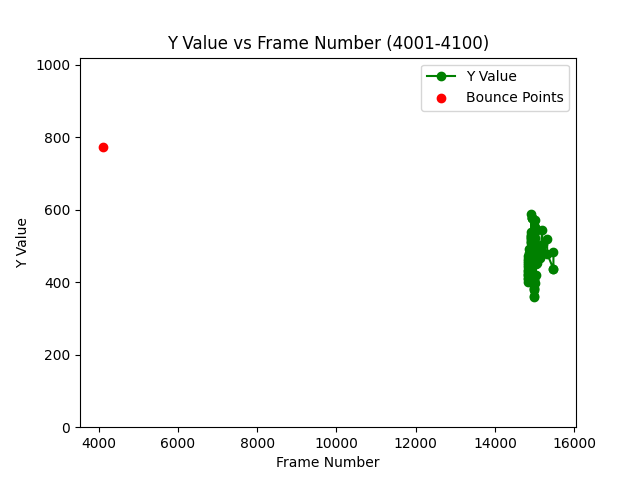 Y Value vs Frame Number (4001-4100)
1000
800
600
400
200
0
Y Value
Y Value
Bounce Points
4000 6000 8000 10000 12000 14000 16000
Frame Number